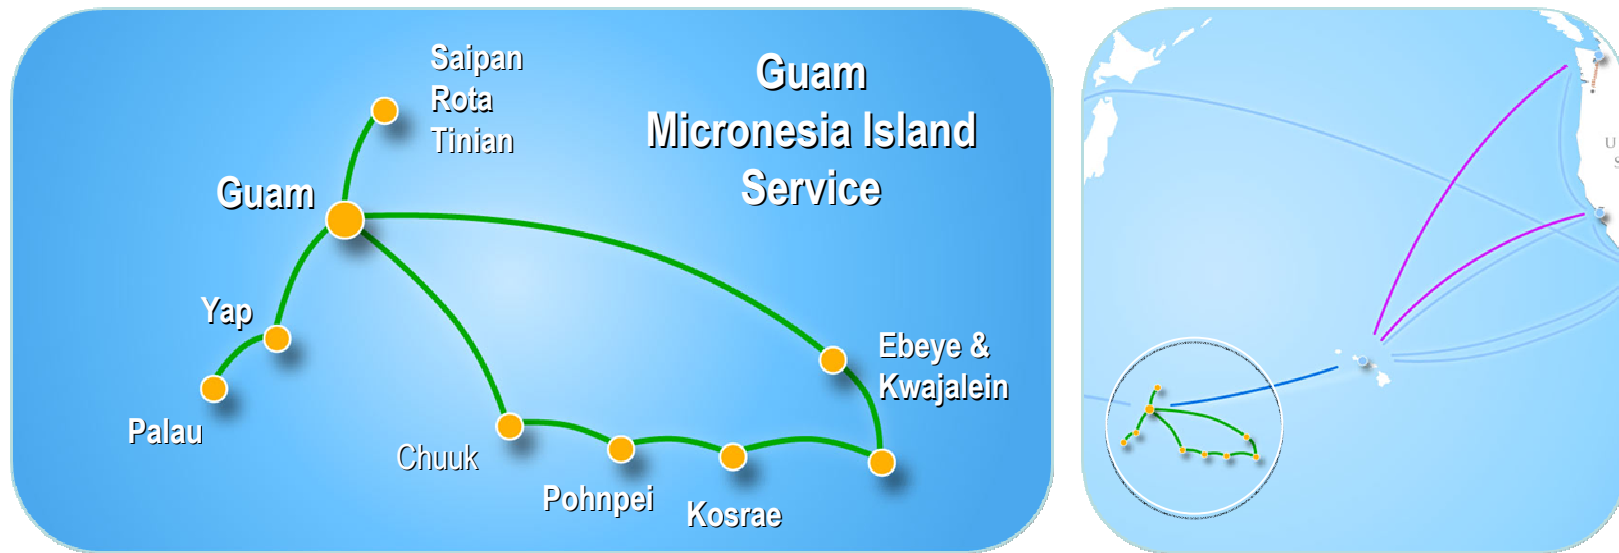 Saipan
Rota
Tinian
Guam
Micronesia Island
Service
Guam
Yap
Palau
Chuuk
Pohnpei
Kosrae
Ebeye &
Kwajalein
U
S